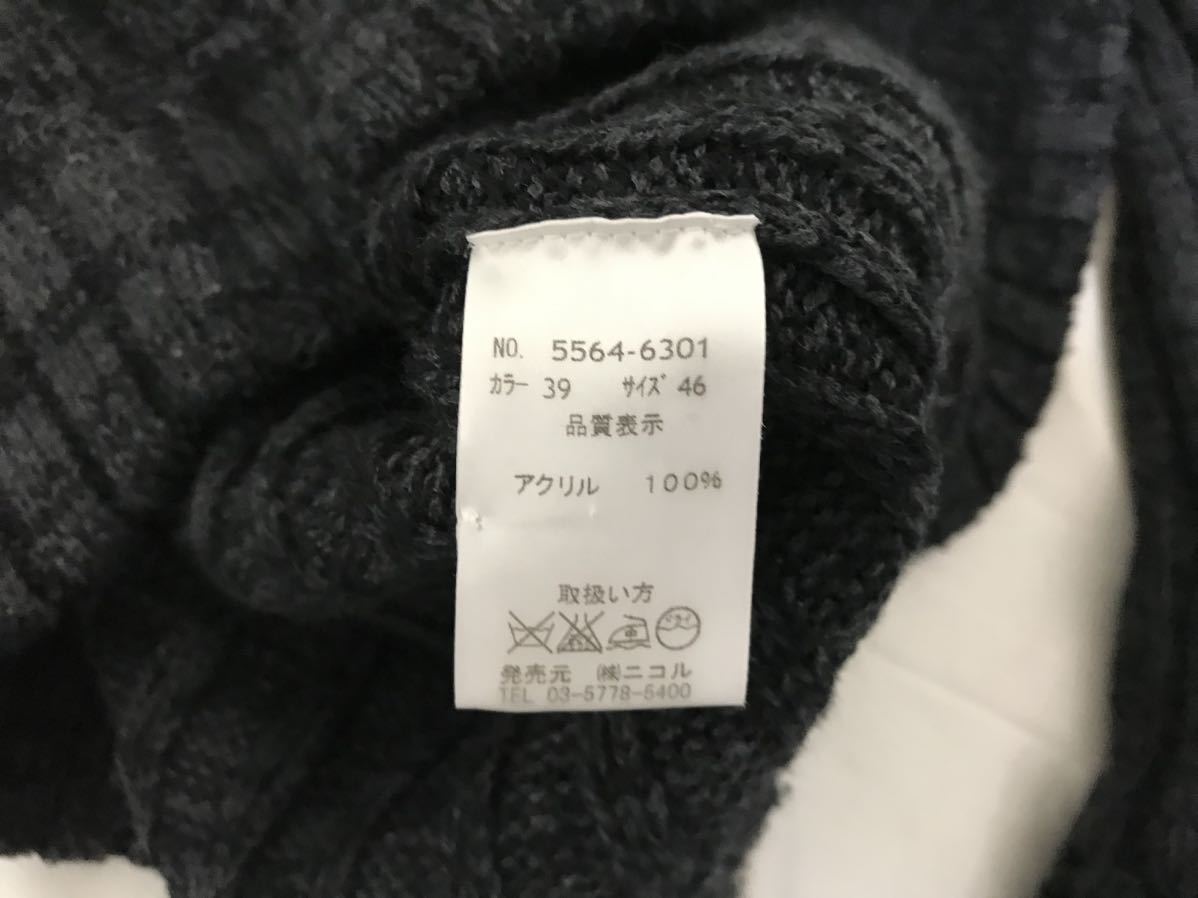 NO. 5564-6301
ｶﾗｰ 39 ｻｲｽﾞ 46
品質表示
アクリル 100%
取扱い方
発売元 ㈱ニコル
TEL 03-5778-5400